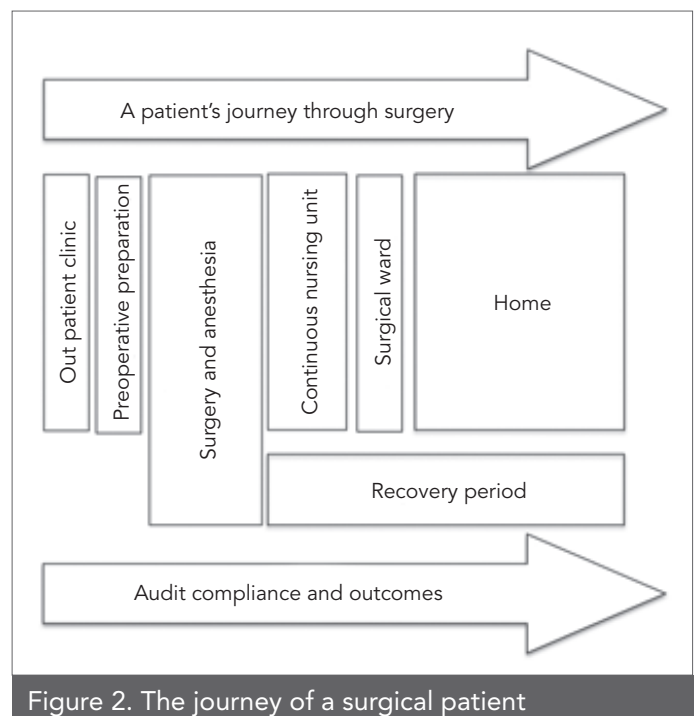 A patient's journey through surgery
Out patient clinic
Preoperative preparation
Surgery and anesthesia
Continuous nursing unit
Surgical ward
Home
Recovery period
Audit compliance and outcomes
Figure 2. The journey of a surgical patient